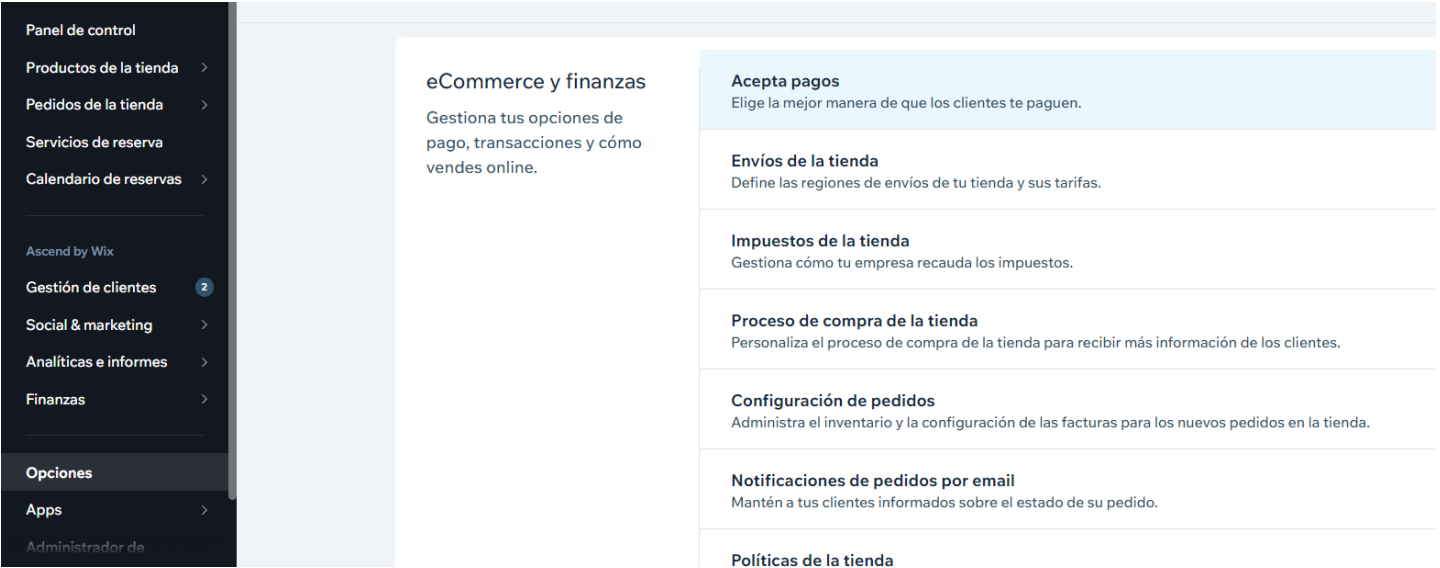 Panel de control
Productos de la tienda
Pedidos de la tienda
Servicios de reserva
Calendario de reservas
Ascend by Wix
Gestión de clientes 2
Social & marketing
Analíticas e informes
Finanzas
Opciones
Apps
Administrador de
eCommerce y finanzas
Gestiona tus opciones de
pago, transacciones y cómo
vendes online.
Acepta pagos
Elige la mejor manera de que los clientes te paguen.
Envíos de la tienda
Define las regiones de envíos de tu tienda y sus tarifas.
Impuestos de la tienda
Gestiona cómo tu empresa recauda los impuestos.
Proceso de compra de la tienda
Personaliza el proceso de compra de la tienda para recibir más información de los clientes.
Configuración de pedidos
Administra el inventario y la configuración de las facturas para los nuevos pedidos en la tienda.
Notificaciones de pedidos por email
Mantén a tus clientes informados sobre el estado de su pedido.
Políticas de la tienda